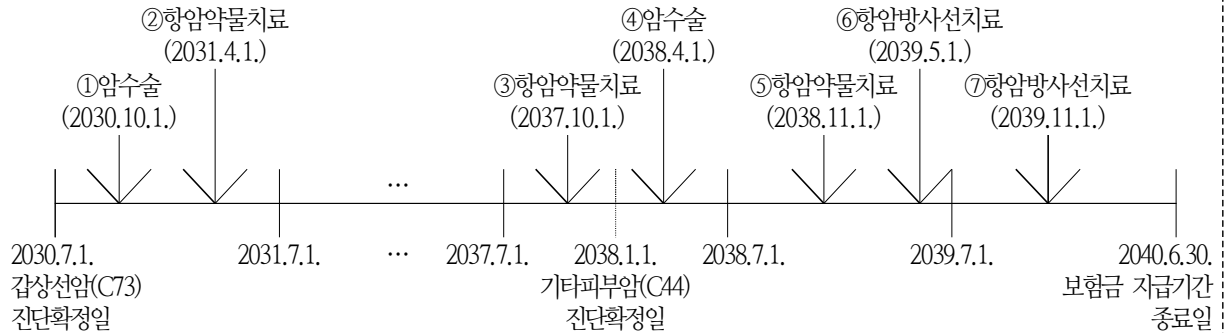 ②항암약물치료
(2031.4.1.)
④암수술
(2038.4.1.)
⑥항암방사선치료
(2039.5.1.)
①암수술
(2030.10.1.)
③항암약물치료
(2037.10.1.)
⑤항암약물치료
(2038.11.1.)
⑦항암방사선치료
(2039.11.1.)
…
2030.7.1. 2031.7.1. … 2037.7.1. 2038.1.1. 2038.7.1. 2039.7.1. 2040.6.30.
갑상선암(C73) 기타피부암(C44) 보험금 지급기간
진단확정일 진단확정일 종료일